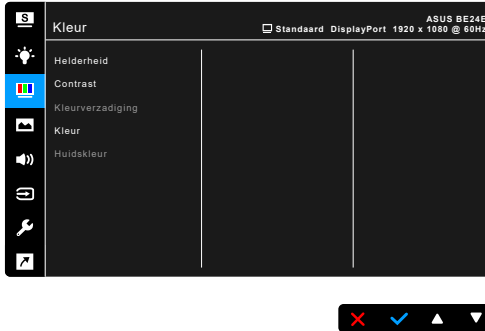 S
Kleur
ASUS BE24E
Standaard DisplayPort 1920 x 1080 @ 60Hz
Helderheid
Contrast
Kleurverzadiging
Kleur
Huidskleur